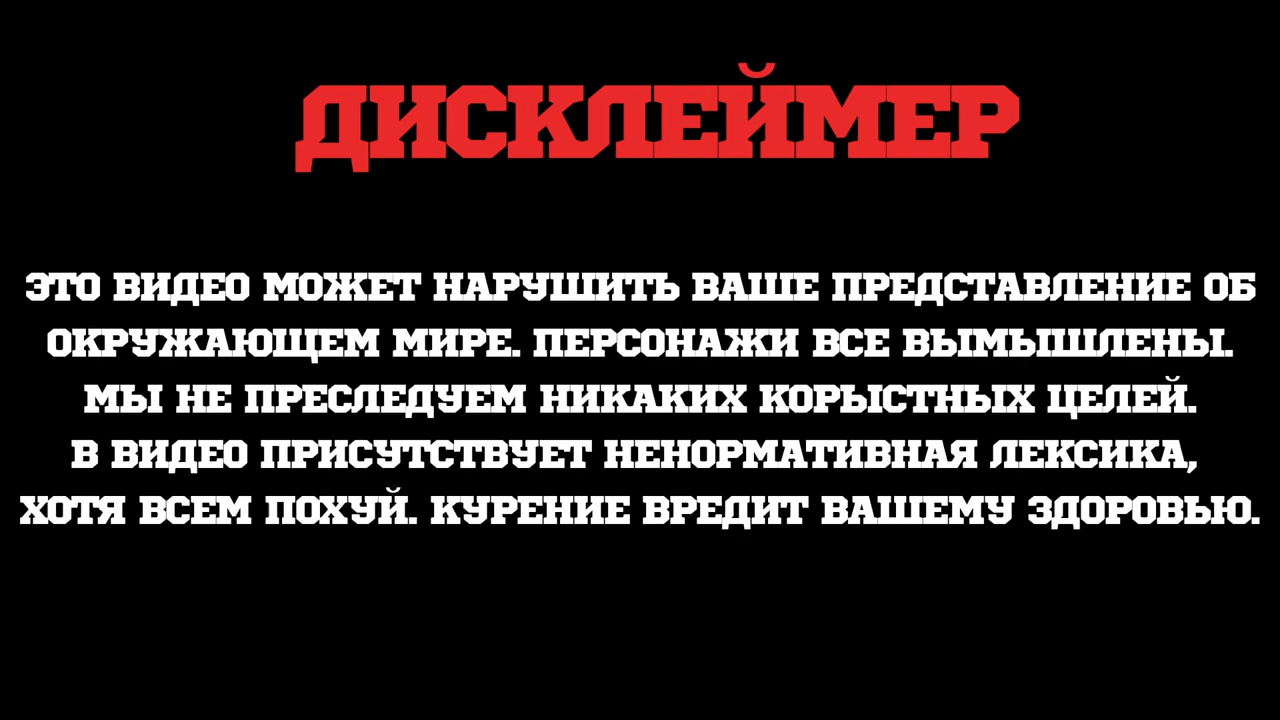 ДИСКЛЕЙМЕР
ЭТО ВИДЕО МОЖЕТ НАРУШИТЬ ВАШЕ ПРЕДСТАВЛЕНИЕ ОБ
ОКРУЖАЮЩЕМ МИРЕ. ПЕРСОНАЖИ ВСЕ ВЫМЫШЛЕНЫ.
МЫ НЕ ПРЕСЛЕДУЕМ НИКАКИХ КОРЫСТНЫХ ЦЕЛЕЙ.
В ВИДЕО ПРИСУТСТВУЕТ НЕНОРМАТИВНАЯ ЛЕКСИКА,
ХОТЯ ВСЕМ ПОХУЙ. КУРЕНИЕ ВРЕДИТ ВАШЕМУ ЗДОРОВЬЮ.